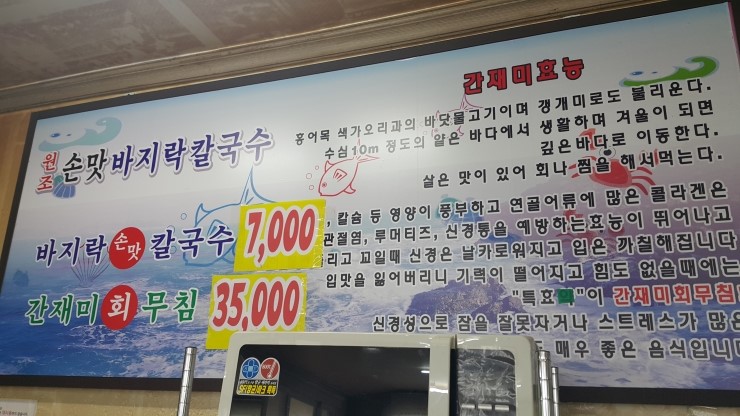 원조 손맛 바지락칼국수
바지락 손맛 칼국수 7,000
간재미 회 무침 35,000
간재미효능
홍어목 색가오리과의 바닷물고기이며 갱개미로도 불리운다.
수심10m 정도의 얕은 바다에서 생활하며 겨울이 되면
깊은바다로 이동한다.
살은 맛이 있어 회나 찜을 해서먹는다.
, 칼슘 등 영양이 풍부하고 연골어류에 많은 콜라겐은
관절염, 루머티즈, 신경통을 예방하는효능이 뛰어나고
리고 꼬일때 신경은 날카로워지고 입은 까칠해집니다
입맛을 잃어버리니 기력이 떨어지고 힘도 없을때에는
"특효 "이 간재미회무침
신경성으로 잠을 잘못자거나 스트레스가 많은
도 매우 좋은 음식입니다